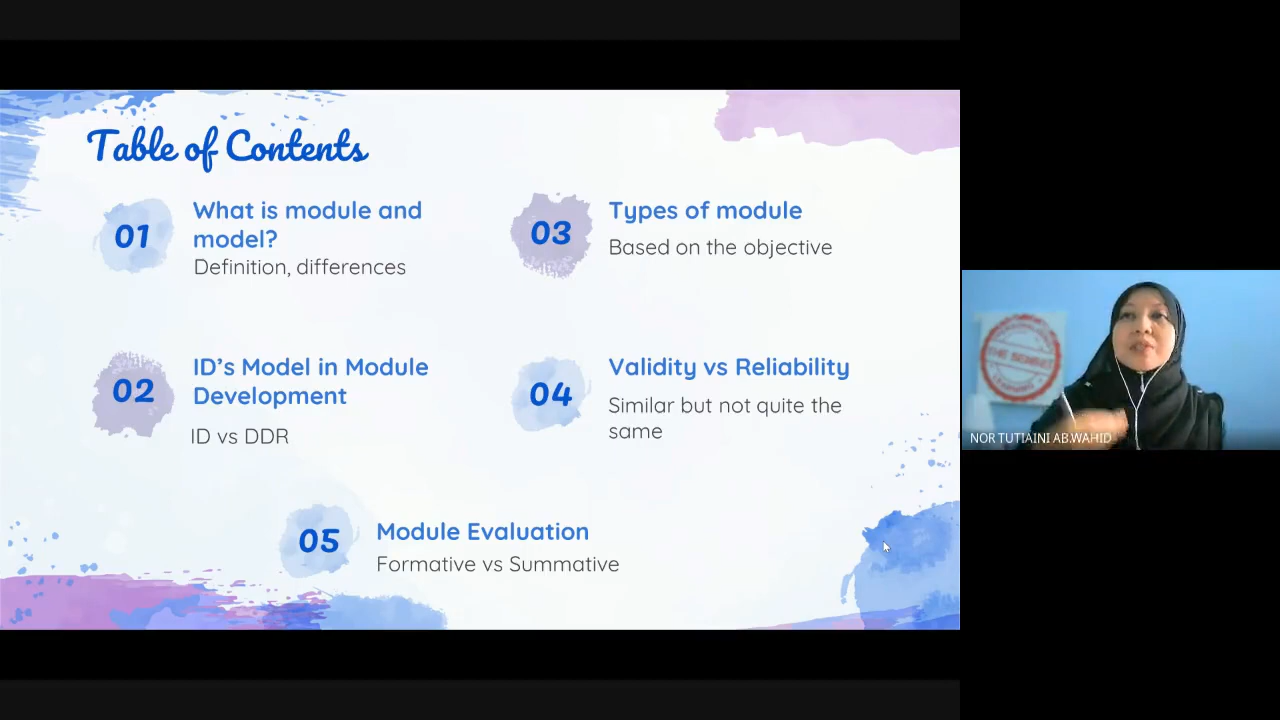 Table of Contents
01
What is module and
model?
Definition, differences
02
ID's Model in Module
Development
ID vs DDR
03
Types of module
Based on the objective
04
Validity vs Reliability
Similar but not quite the
same
05
Module Evaluation
Formative vs Summative
NOR TUTIAINI AB.WAHID